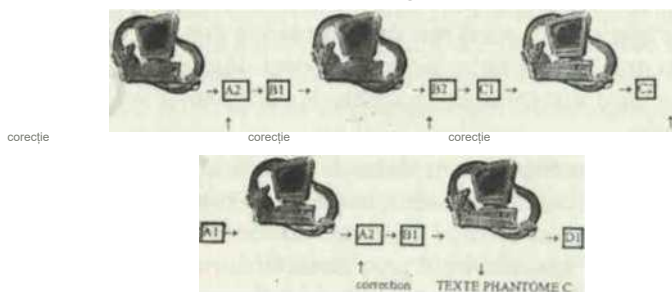 A2 B1 B2 C1 C2
corecție corecție corecție
A1 A2 B1 D1
correction TEXTE PHANTOME C